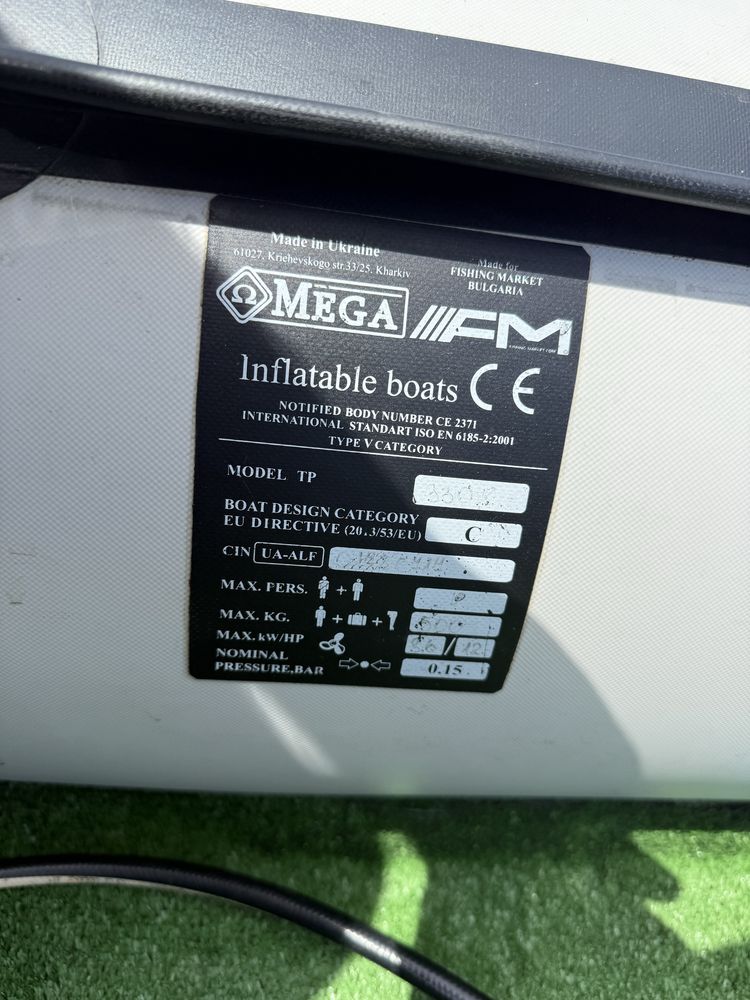 Made in Ukraine
61027, Krichevskogo str.33/25. Kharkiv
Made for
FISHING MARKET
BULGARIA
Ω MEGA
FM
Inflatable boats CE
NOTIFIED BODY NUMBER CE 2371
INTERNATIONAL STANDART ISO EN 6185-2:2001
TYPE V CATEGORY
MODEL TP
BOAT DESIGN CATEGORY
EU DIRECTIVE (20.3/53/EU) C
CIN UA-ALF
MAX. PERS. +
MAX. KG. + +
MAX. kW/HP / 12
NOMINAL
PRESSURE,BAR 0.15